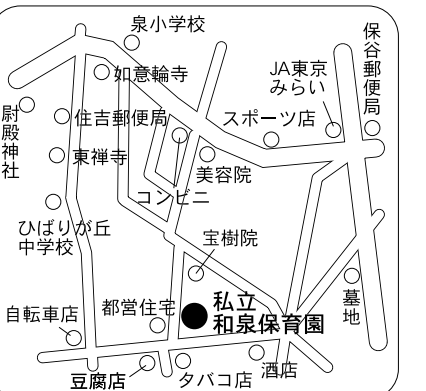 泉小学校
保谷郵便局
如意輪寺
JA東京
みらい
尉殿神社
住吉郵便局
スポーツ店
東禅寺
美容院
コンビニ
ひばりが丘
中学校
宝樹院
自転車店
都営住宅
私立
和泉保育園
墓地
豆腐店
タバコ店
酒店